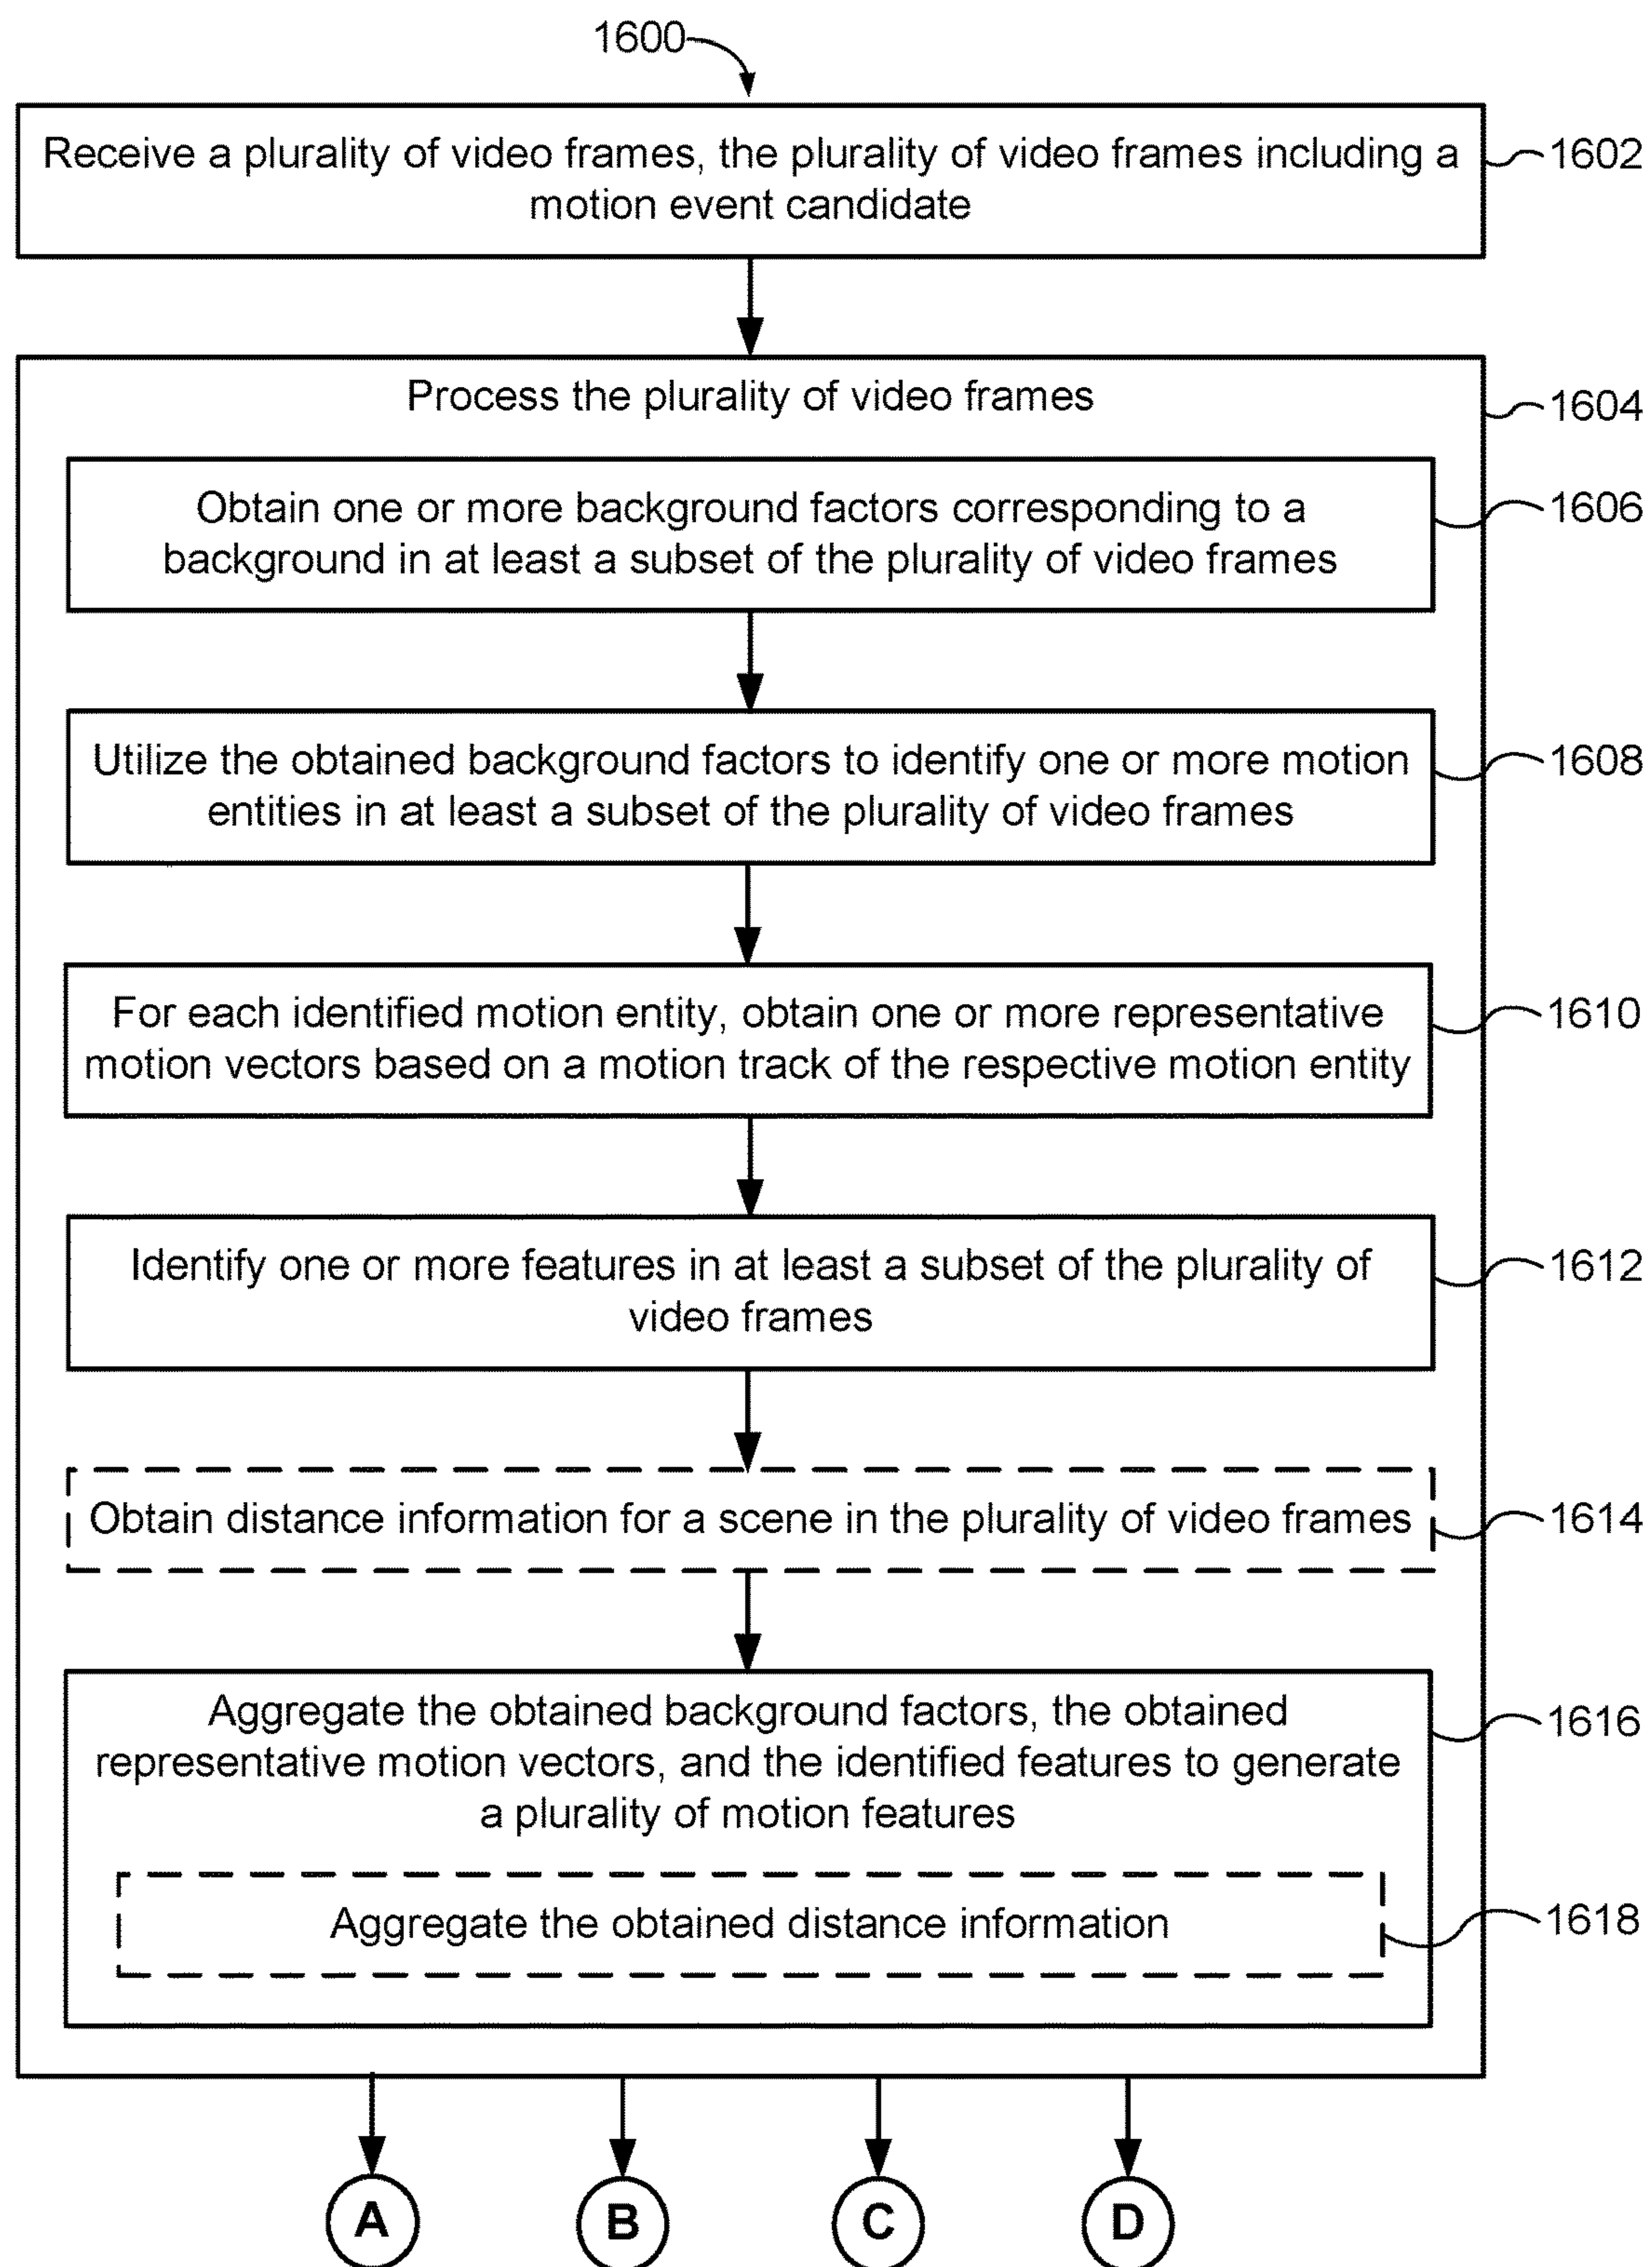 1600
Receive a plurality of video frames, the plurality of video frames including a
motion event candidate
1602
Process the plurality of video frames
1604
Obtain one or more background factors corresponding to a
background in at least a subset of the plurality of video frames
1606
Utilize the obtained background factors to identify one or more motion
entities in at least a subset of the plurality of video frames
1608
For each identified motion entity, obtain one or more representative
motion vectors based on a motion track of the respective motion entity
1610
Identify one or more features in at least a subset of the plurality of
video frames
1612
Obtain distance information for a scene in the plurality of video frames
1614
Aggregate the obtained background factors, the obtained
representative motion vectors, and the identified features to generate
a plurality of motion features
1616
Aggregate the obtained distance information
1618
A
B
C
D